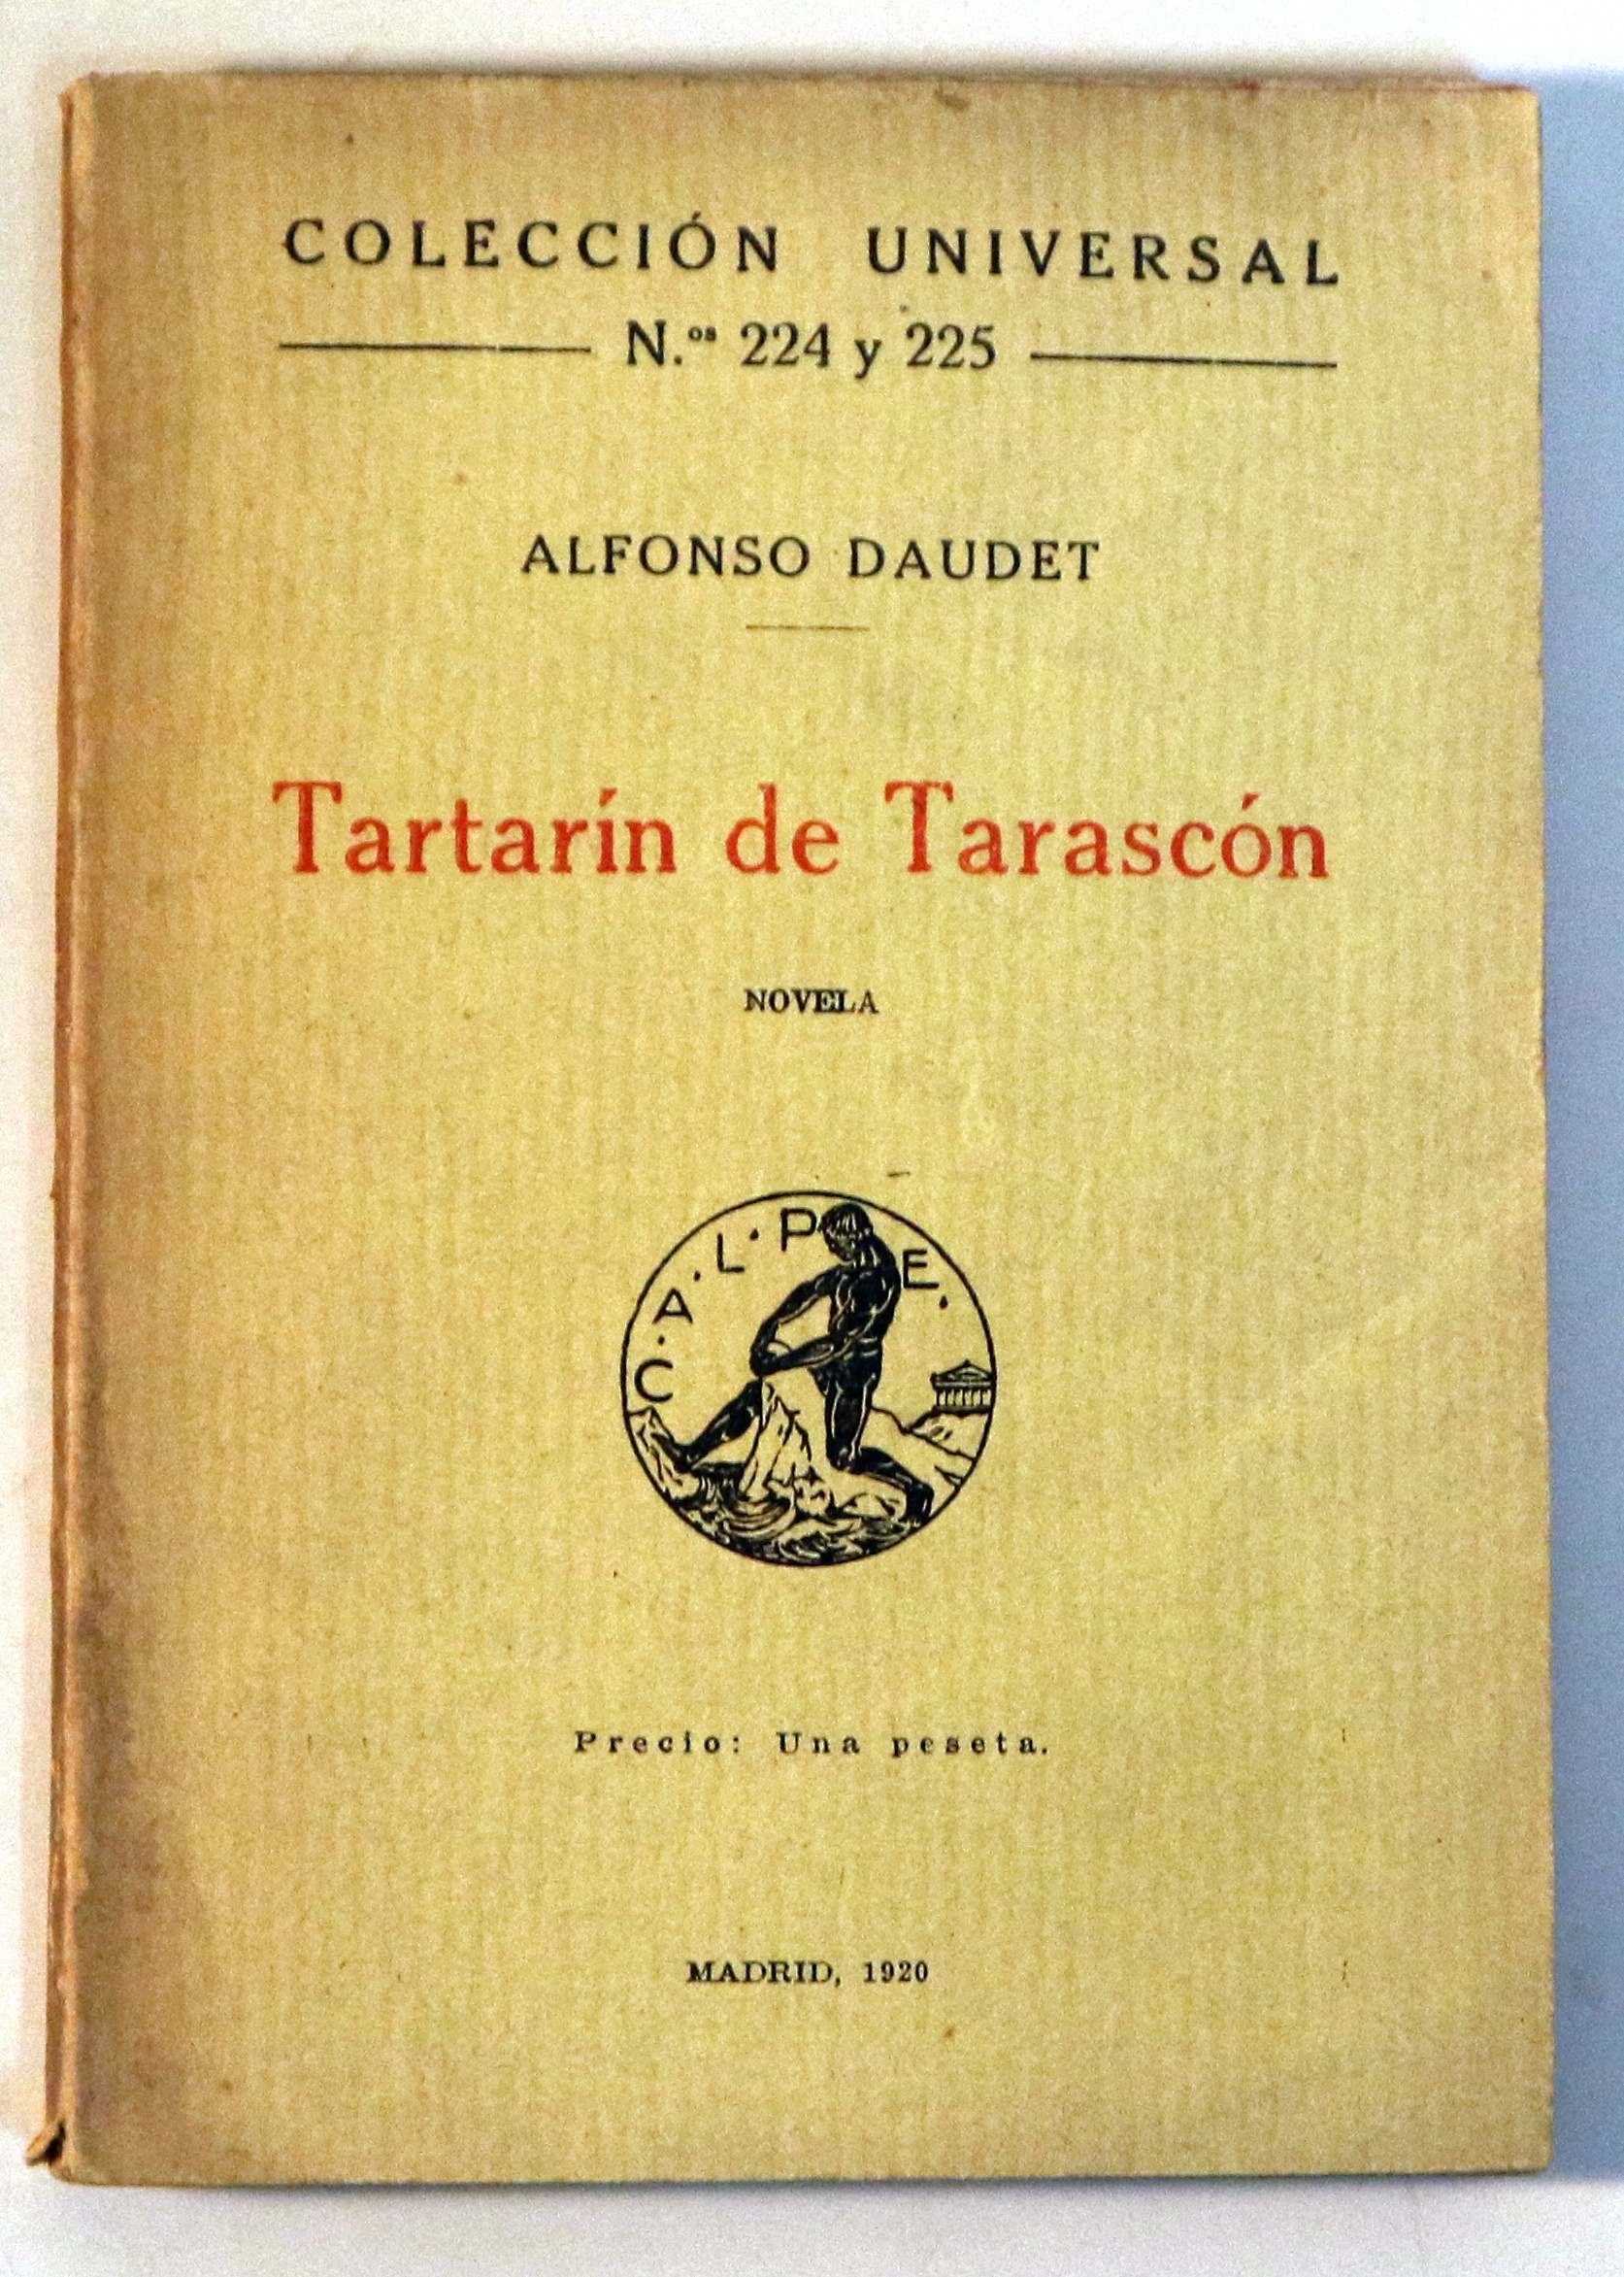 COLECCIÓN UNIVERSAL
N.ºˢ 224 y 225
ALFONSO DAUDET
Tartarín de Tarascón
NOVELA
C.A.L.P.E.
Precio: Una peseta.
MADRID, 1920